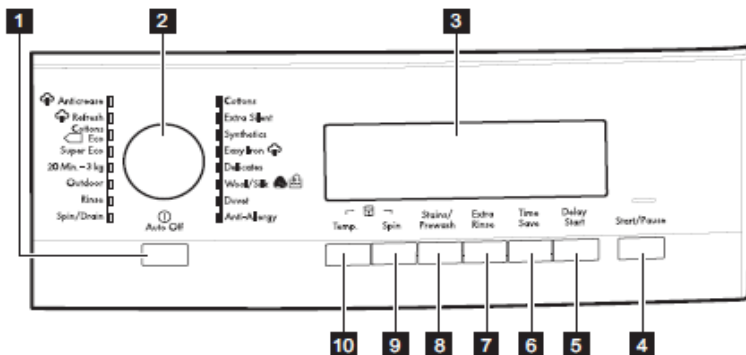 1
2
3
Anticrease
Refresh
Cottons
Eco
Super Eco
20 Min. – 3 kg
Outdoor
Rinse
Spin/Drain
Cottons
Extra Silent
Synthetics
Easy Iron
Delicates
Wool/Silk
Duvet
Anti-Allergy
Auto Off
Temp.
Spin
Stains/
Prewash
Extra
Rinse
Time
Save
Delay
Start
Start/Pause
10
9
8
7
6
5
4